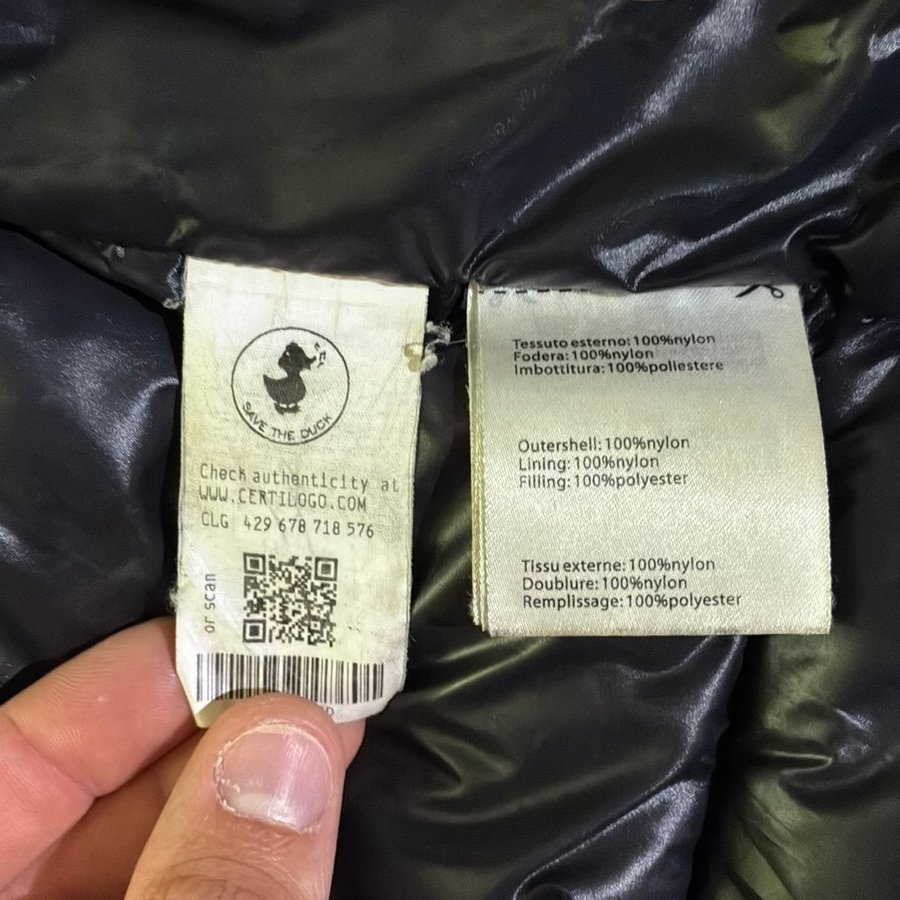 SAVE THE DUCK
Check authenticity at
WWW.CERTILOGO.COM
CLG 429 678 718 576
or scan
Tessuto esterno: 100%nylon
Fodera: 100%nylon
Imbottitura: 100%poliestere
Outershell: 100%nylon
Lining: 100%nylon
Filling: 100%polyester
Tissu externe: 100%nylon
Doublure: 100%nylon
Remplissage: 100%polyester